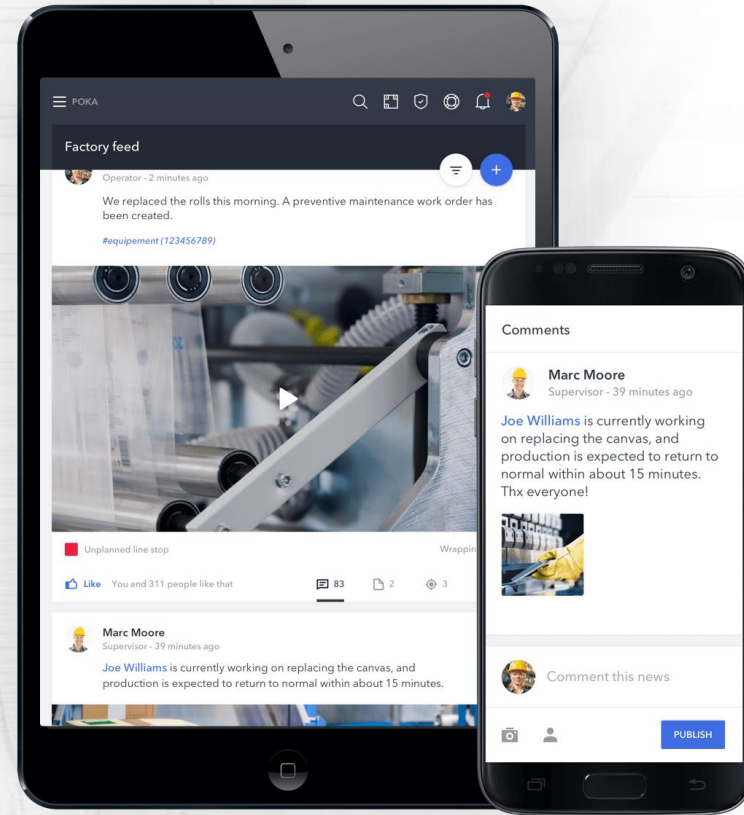 POKA
Factory feed
Operator - 2 minutes ago
We replaced the rolls this morning. A preventive maintenance work order has
been created.
#equipement (123456789)
Unplanned line stop
Like
You and 311 people like that
83
2
3
Marc Moore
Supervisor - 39 minutes ago
Joe Williams is currently working on replacing the canvas, and
production is expected to return to normal within about 15 minutes.
Comments
Marc Moore
Supervisor - 39 minutes ago
Joe Williams is currently working
on replacing the canvas, and
production is expected to return to
normal within about 15 minutes.
Thx everyone!
Comment this news
PUBLISH